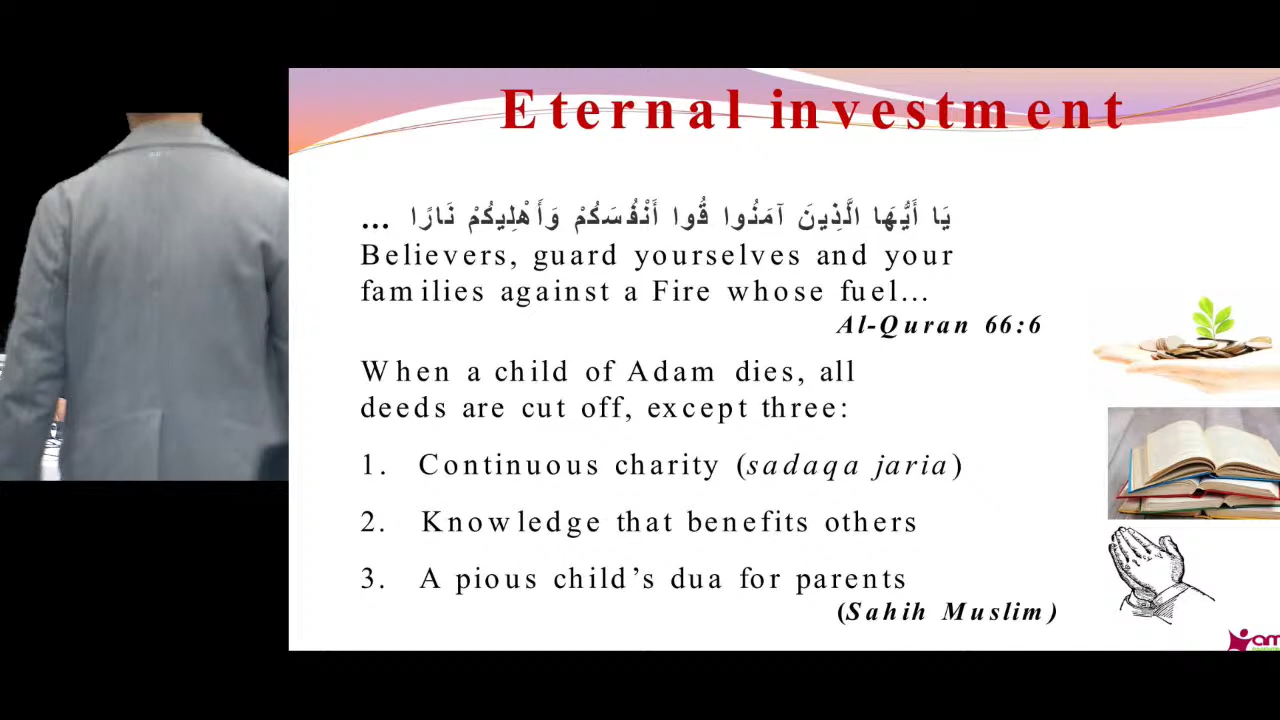 Eternal investment
يَا أَيُّهَا الَّذِينَ آمَنُوا قُوا أَنْفُسَكُمْ وَأَهْلِيكُمْ نَارًا ...
Believers, guard yourselves and your
families against a Fire whose fuel...
Al-Quran 66:6
When a child of Adam dies, all
deeds are cut off, except three:
1. Continuous charity (sadaqa jaria)
2. Knowledge that benefits others
3. A pious child’s dua for parents
(Sahih Muslim)
am